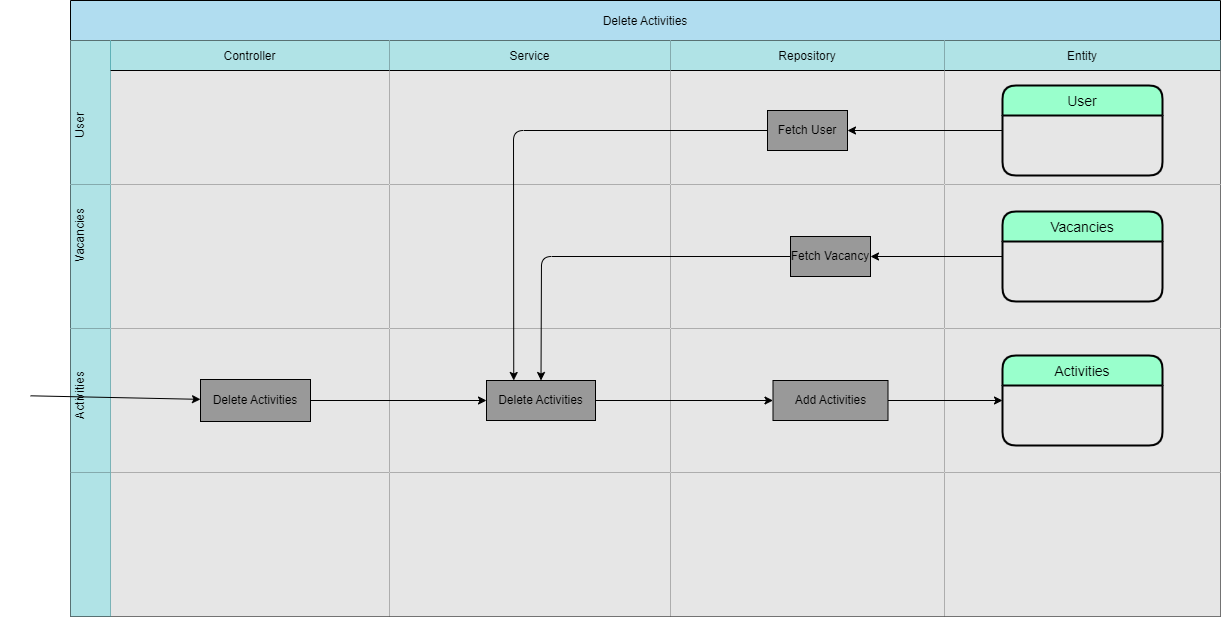 Delete Activities
Controller
Service
Repository
Entity
User
Fetch User
User
Vacancies
Fetch Vacancy
Vacancies
Activities
Delete Activities
Delete Activities
Add Activities
Activities